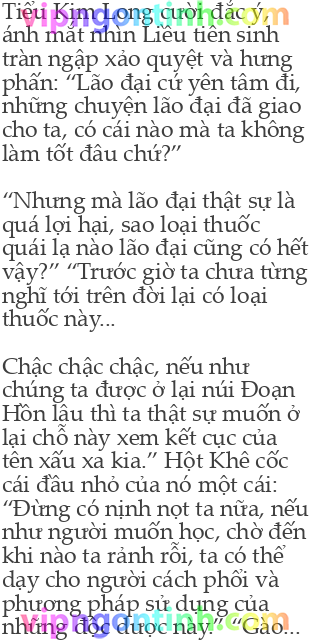 Tiểu Kim Long cười đắc ý,
ánh mắt nhìn Liễu tiên sinh
tràn ngập xảo quyệt và hưng
phấn: “Lão đại cứ yên tâm đi,
những chuyện lão đại đã giao
cho ta, có cái nào mà ta không
làm tốt đâu chứ?”
“Nhưng mà lão đại thật sự là
quá lợi hại, sao loại thuốc
quái lạ nào lão đại cũng có hết
vậy?” “Trước giờ ta chưa từng
nghĩ tới trên đời lại có loại
thuốc này...
Chậc chậc chậc, nếu như
chúng ta được ở lại núi Đoạn
Hồn lâu thì ta thật sự muốn ở
lại chỗ này xem kết cục của
tên xấu xa kia.” Hột Khê cốc
cái đầu nhỏ của nó một cái:
“Đừng có nịnh nọt ta nữa, nếu
như ngươi muốn học, chờ đến
khi nào ta rảnh rỗi, ta có thể
dạy cho ngươi cách phối và
phương pháp sử dụng của
những độc dược này.” “Gào...
vipngontinh.com
vipngontinh.com